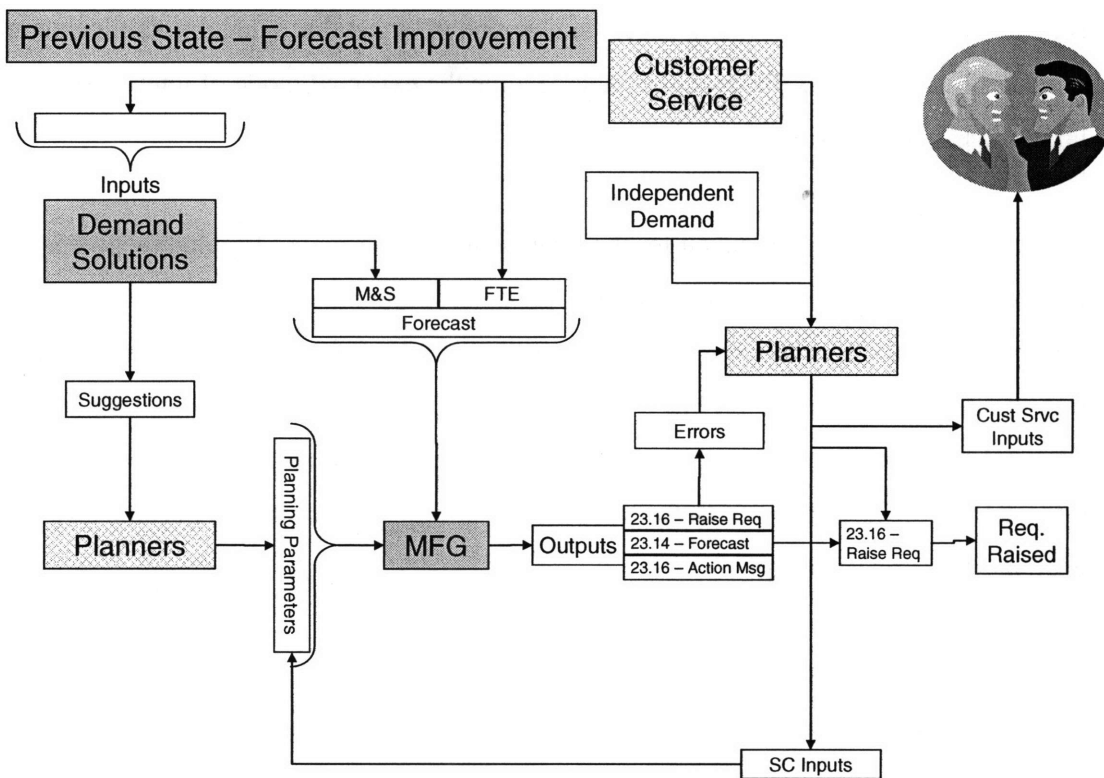 Previous State – Forecast Improvement
Customer
Service
Inputs
Independent
Demand
Demand
Solutions
M&S
FTE
Forecast
Planners
Suggestions
Cust Srvc
Inputs
Errors
Planning Parameters
23.16 – Raise Req
Planners
MFG
Outputs
23.14 – Forecast
23.16 – Action Msg
23.16 –
Raise Req
Req.
Raised
SC Inputs